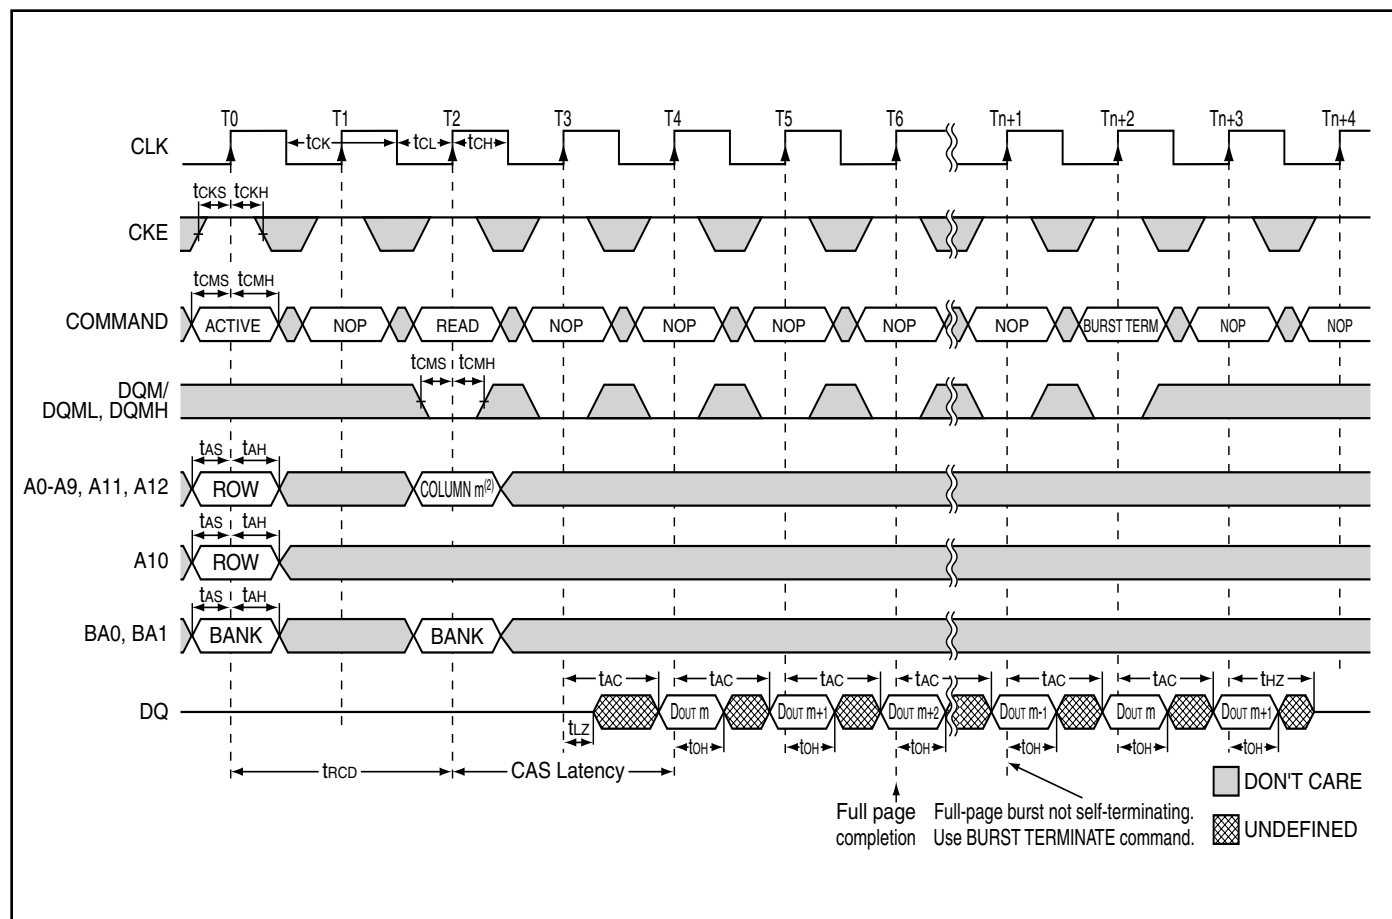 T0 T1 T2 T3 T4 T5 T6 Tn+1 Tn+2 Tn+3 Tn+4
CLK tCK tCL tCH
tCKS tCKH
CKE
tCMS tCMH
COMMAND ACTIVE NOP READ NOP NOP NOP NOP NOP BURST TERM NOP NOP
tCMS tCMH
DQM/
DQML, DQMH
tAS tAH
A0-A9, A11, A12 ROW COLUMN m(2)
tAS tAH
A10 ROW
tAS tAH
BA0, BA1 BANK BANK
tAC tAC tAC tAC tAC tAC tHZ
DQ DOUT m DOUT m+1 DOUT m+2 DOUT m-1 DOUT m DOUT m+1
tLZ tOH tOH tOH tOH tOH tOH
tRCD CAS Latency
DON'T CARE
UNDEFINED
Full page
completion
Full-page burst not self-terminating.
Use BURST TERMINATE command.